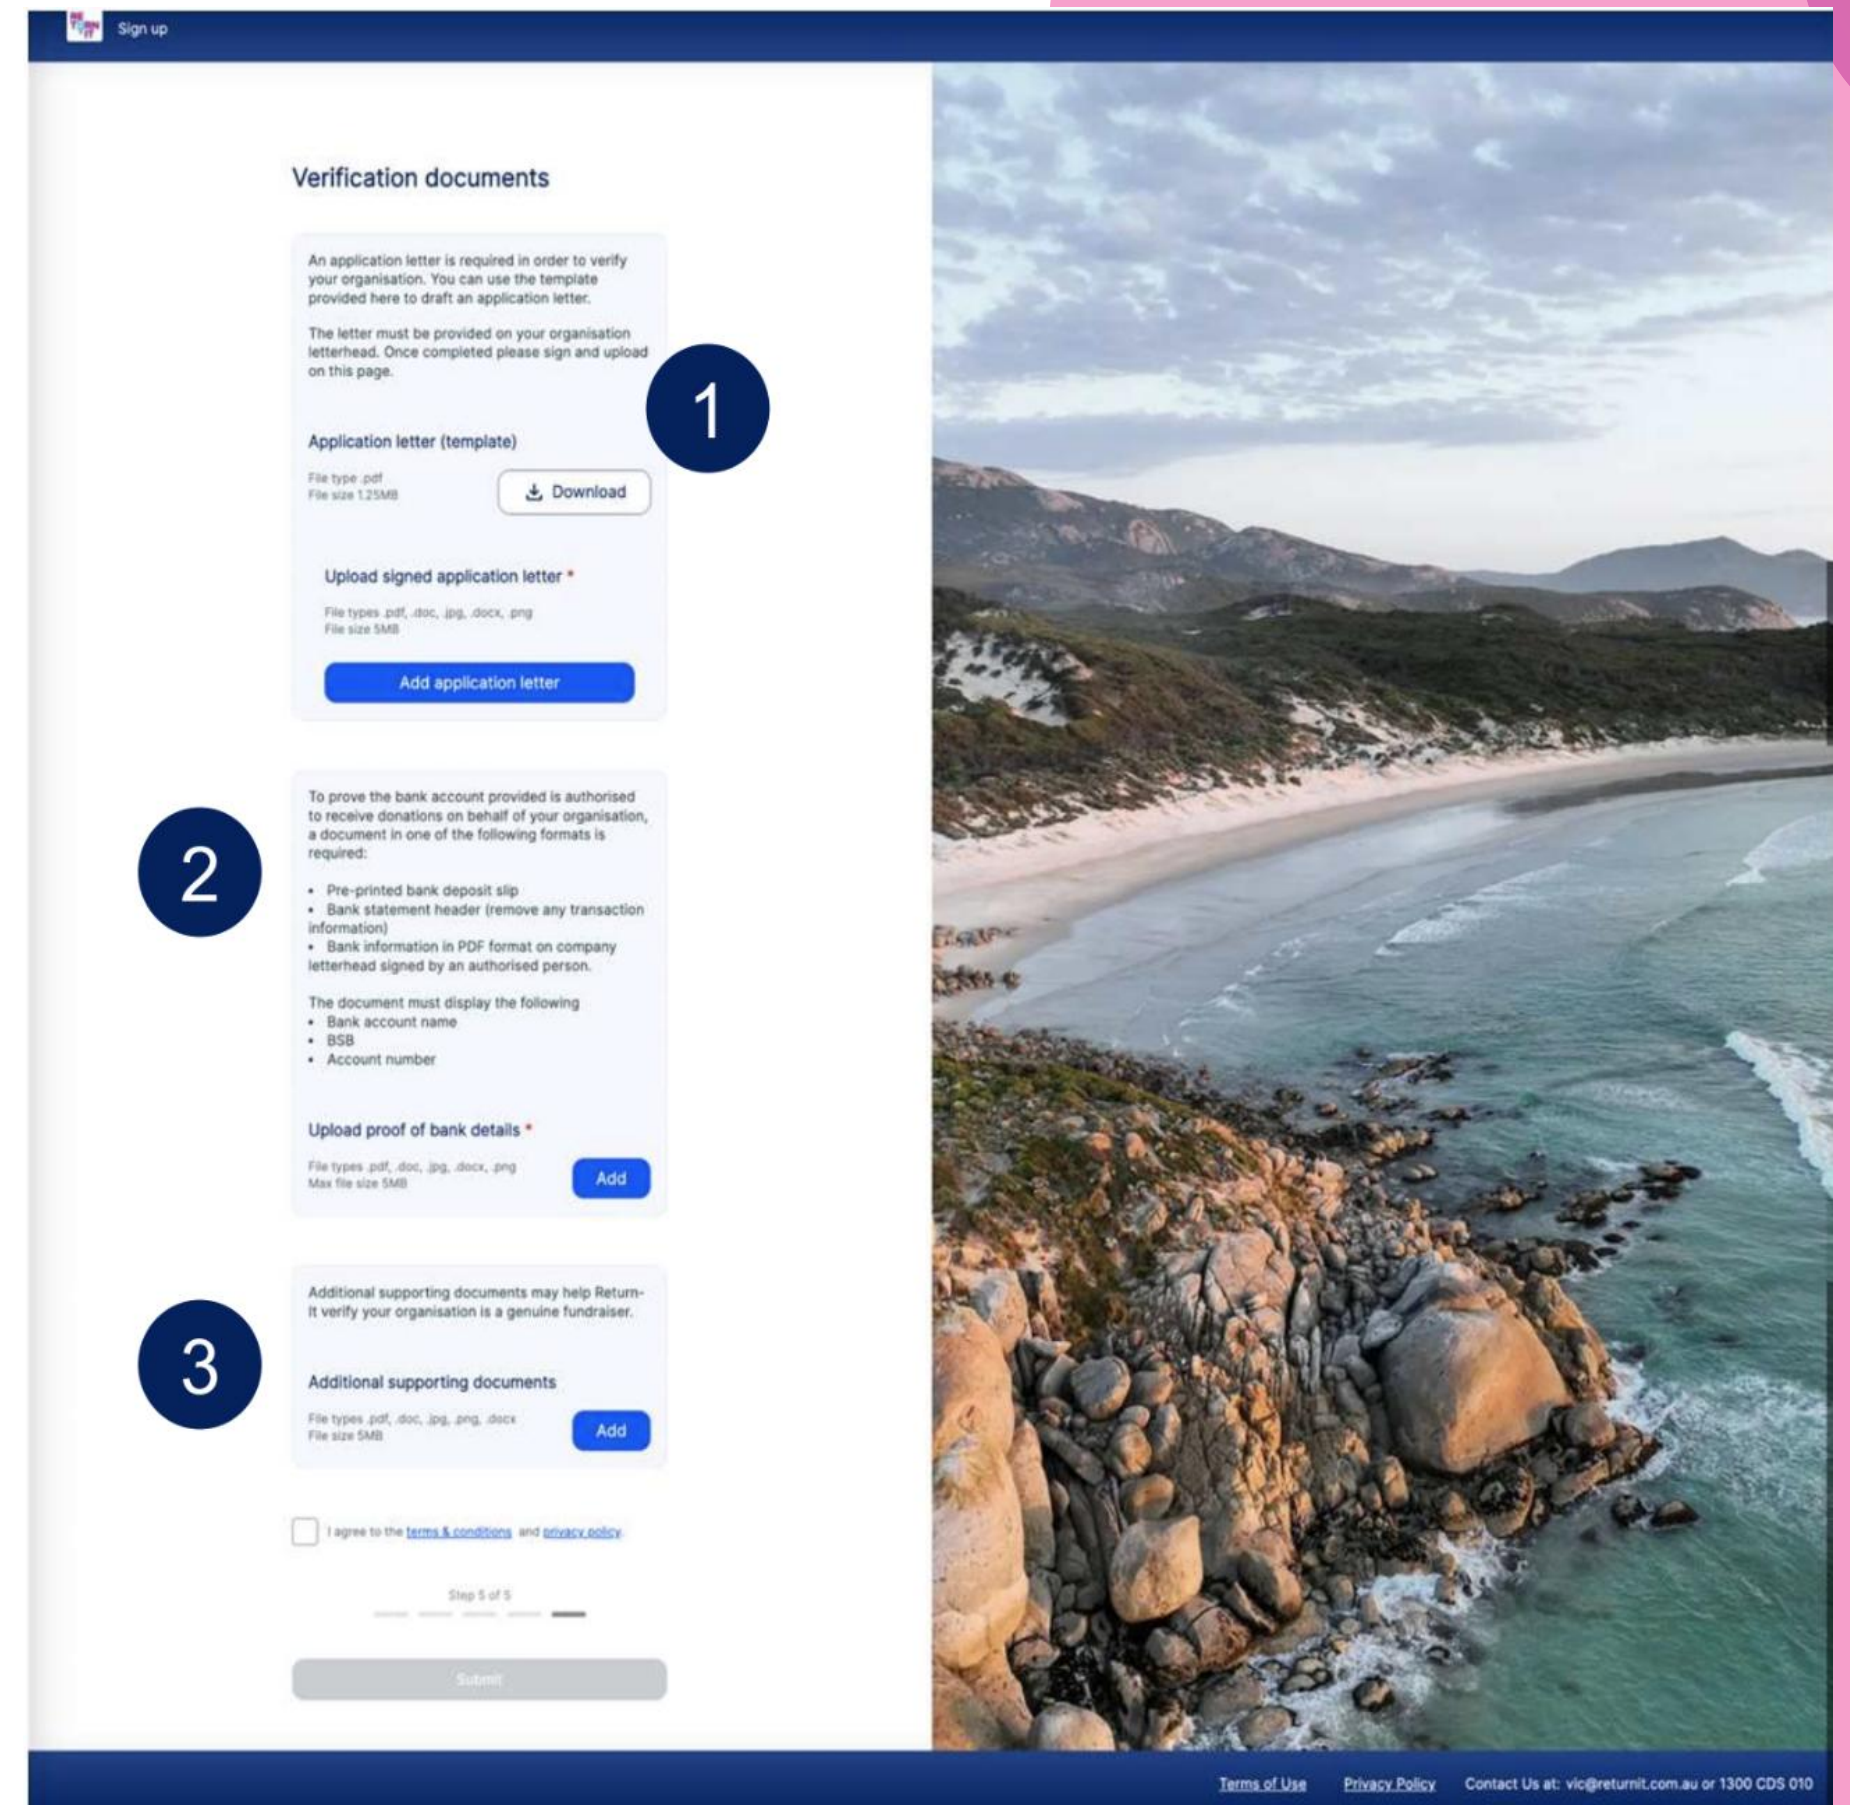 RE
TURN
IT
Sign up
Verification documents
An application letter is required in order to verify
your organisation. You can use the template
provided here to draft an application letter.
The letter must be provided on your organisation
letterhead. Once completed please sign and upload
on this page.
1
Application letter (template)
File type .pdf
File size 1.25MB
Download
Upload signed application letter *
File types .pdf, .doc, .jpg, .docx, .png
File size 5MB
Add application letter
2
To prove the bank account provided is authorised
to receive donations on behalf of your organisation,
a document in one of the following formats is
required:
• Pre-printed bank deposit slip
• Bank statement header (remove any transaction
information)
• Bank information in PDF format on company
letterhead signed by an authorised person.
The document must display the following
• Bank account name
• BSB
• Account number
Upload proof of bank details *
File types .pdf, .doc, .jpg, .docx, .png
Max file size 5MB
Add
3
Additional supporting documents may help Return-
It verify your organisation is a genuine fundraiser.
Additional supporting documents
File types .pdf, .doc, .jpg, .png, .docx
File size 5MB
Add
I agree to the terms & conditions and privacy policy.
Step 5 of 5
Submit
Terms of Use Privacy Policy Contact Us at: vic@returnit.com.au or 1300 CDS 010